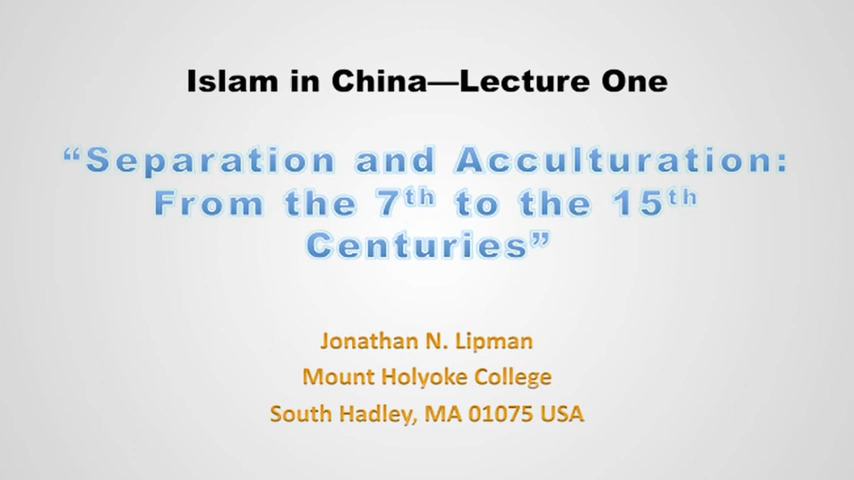 Islam in China—Lecture One
“Separation and Acculturation:
From the 7th to the 15th
Centuries”
Jonathan N. Lipman
Mount Holyoke College
South Hadley, MA 01075 USA